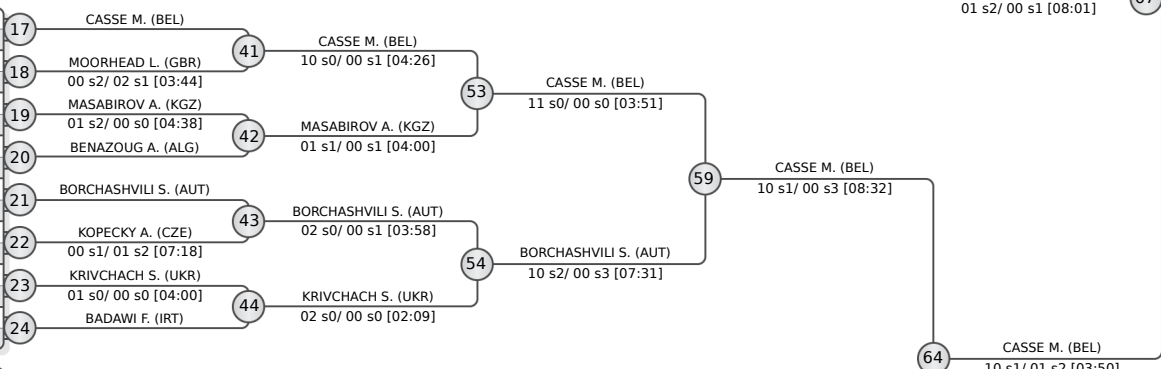 01 s2/ 00 s1 [08:01]
17
CASSE M. (BEL)
18
MOORHEAD L. (GBR)
00 s2/ 02 s1 [03:44]
19
MASABIROV A. (KGZ)
01 s2/ 00 s0 [04:38]
20
BENAZOUG A. (ALG)
21
BORCHASHVILI S. (AUT)
22
KOPECKY A. (CZE)
00 s1/ 01 s2 [07:18]
23
KRIVCHACH S. (UKR)
01 s0/ 00 s0 [04:00]
24
BADAWI F. (IRT)
41
CASSE M. (BEL)
10 s0/ 00 s1 [04:26]
42
MASABIROV A. (KGZ)
01 s1/ 00 s1 [04:00]
43
BORCHASHVILI S. (AUT)
02 s0/ 00 s1 [03:58]
44
KRIVCHACH S. (UKR)
02 s0/ 00 s0 [02:09]
53
CASSE M. (BEL)
11 s0/ 00 s0 [03:51]
54
BORCHASHVILI S. (AUT)
10 s2/ 00 s3 [07:31]
59
CASSE M. (BEL)
10 s1/ 00 s3 [08:32]
64
CASSE M. (BEL)
10 s1/ 01 s2 [03:50]